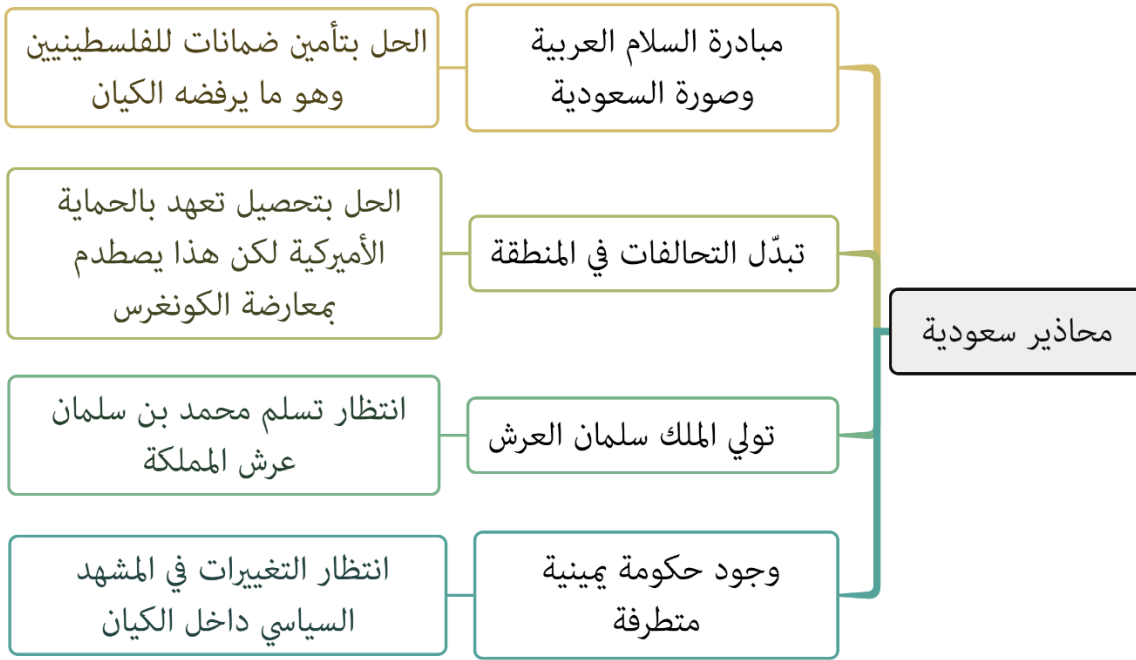 محاذير سعودية
مبادرة السلام العربية
وصورة السعودية
الحل بتأمين ضمانات للفلسطينيين
وهو ما يرفضه الكيان
تبدّل التحالفات في المنطقة
الحل بتحصيل تعهد بالحماية
الأميركية لكن هذا يصطدم
بمعارضة الكونغرس
تولي الملك سلمان العرش
انتظار تسلم محمد بن سلمان
عرش المملكة
وجود حكومة يمينية
متطرفة
انتظار التغييرات في المشهد
السياسي داخل الكيان